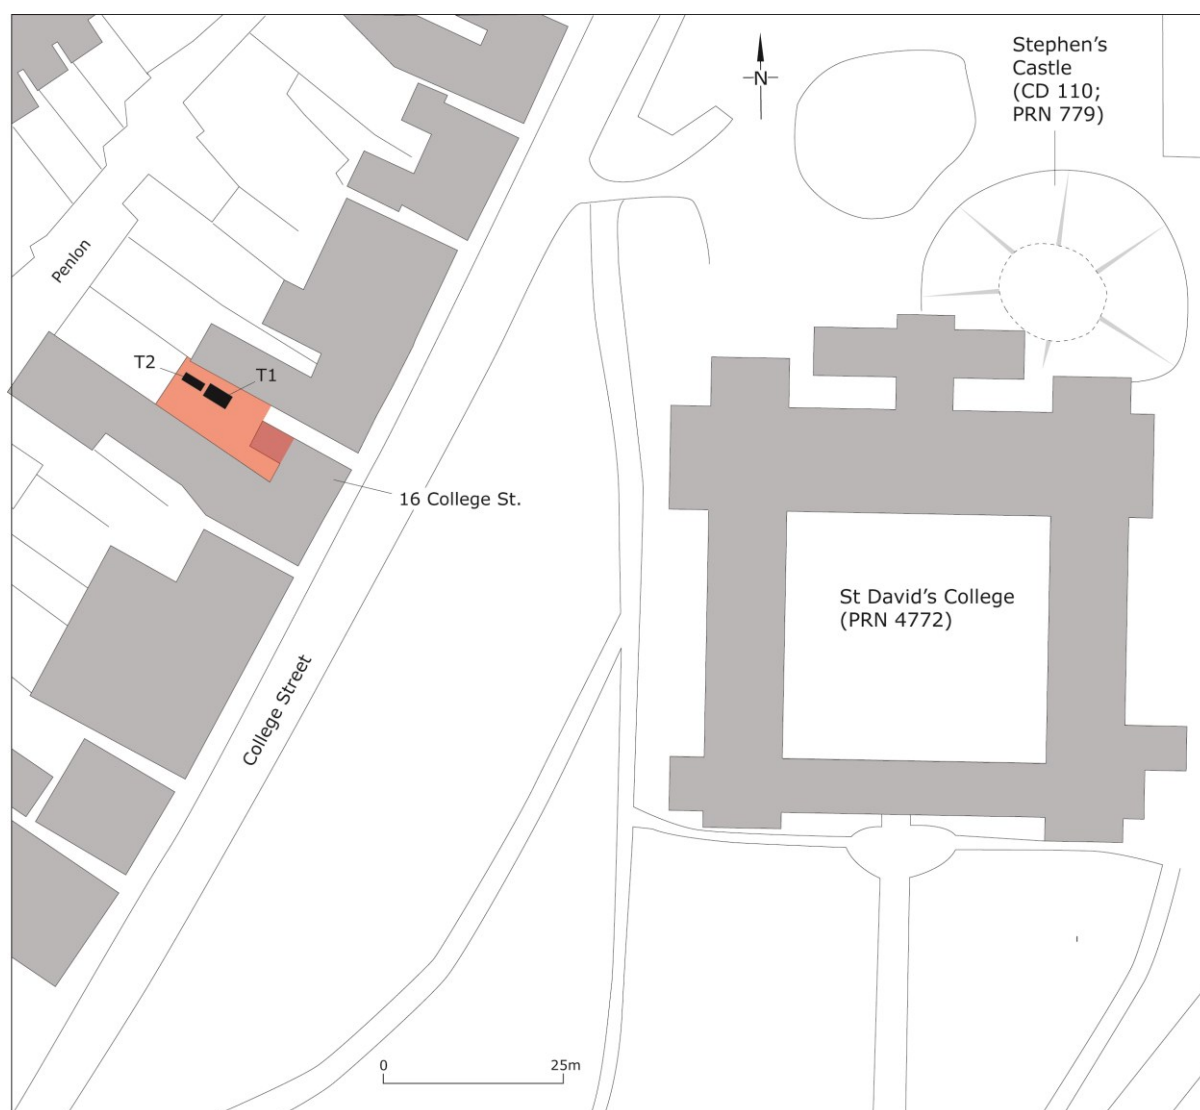 Stephen's
Castle
(CD 110;
PRN 779)
N
Penlon
T2
T1
16 College St.
St David's College
(PRN 4772)
College Street
0
25m